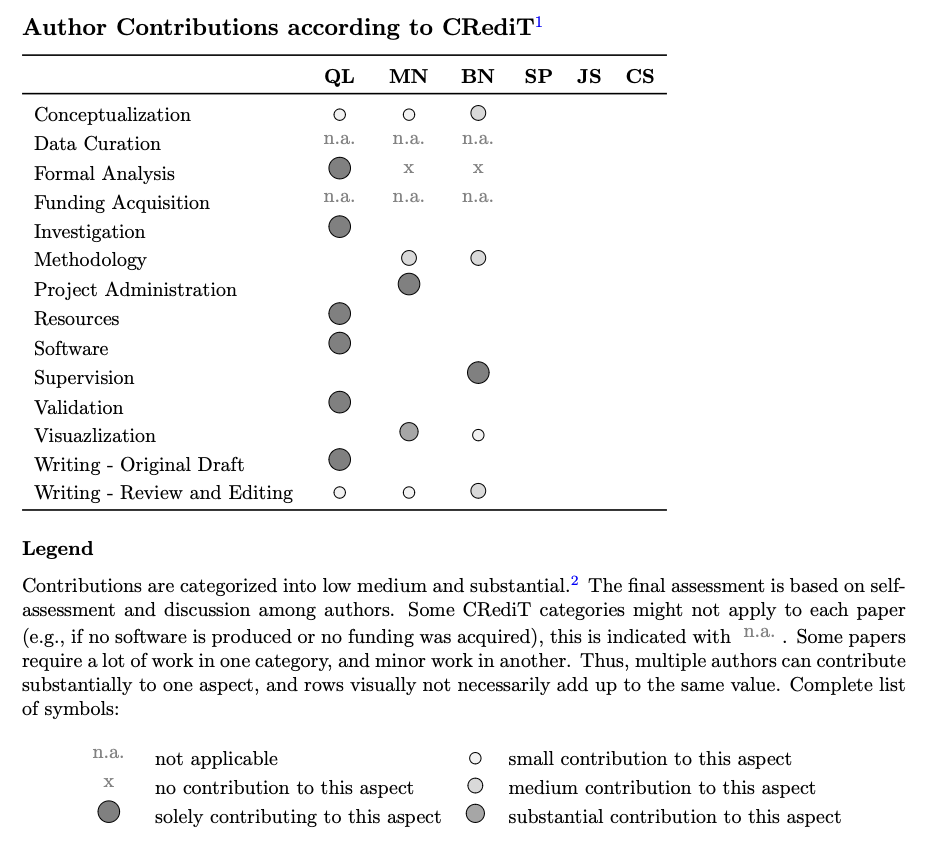 Author Contributions according to CRediT1
QL MN BN SP JS CS
Conceptualization
Data Curation n.a. n.a. n.a.
Formal Analysis x x
Funding Acquisition n.a. n.a. n.a.
Investigation
Methodology
Project Administration
Resources
Software
Supervision
Validation
Visuazlization
Writing - Original Draft
Writing - Review and Editing
Legend
Contributions are categorized into low medium and substantial.2 The final assessment is based on self-
assessment and discussion among authors. Some CRediT categories might not apply to each paper
(e.g., if no software is produced or no funding was acquired), this is indicated with n.a. . Some papers
require a lot of work in one category, and minor work in another. Thus, multiple authors can contribute
substantially to one aspect, and rows visually not necessarily add up to the same value. Complete list
of symbols:
n.a. not applicable small contribution to this aspect
x no contribution to this aspect medium contribution to this aspect
solely contributing to this aspect substantial contribution to this aspect